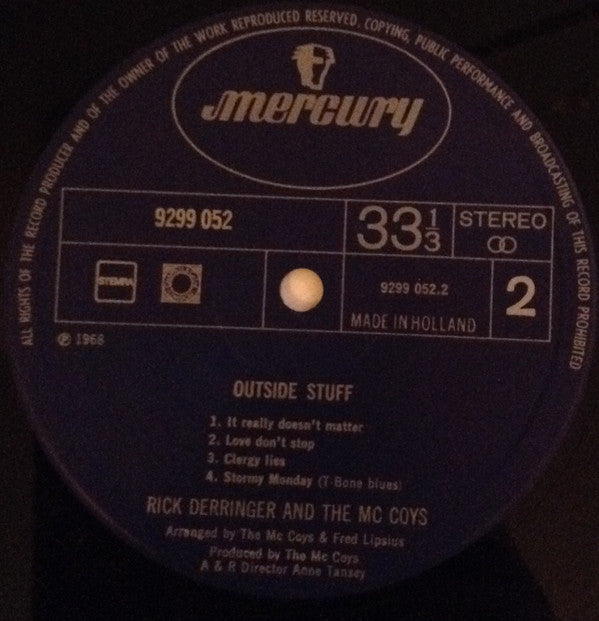 ALL RIGHTS OF THE RECORD PRODUCER AND OF THE OWNER OF THE WORK REPRODUCED RESERVED. COPYING, PUBLIC PERFORMANCE AND BROADCASTING OF THIS RECORD PROHIBITED
mercury
9299 052
33 1/3
STEREO
STEMRA
9299 052.2
MADE IN HOLLAND
2
℗ 1968
OUTSIDE STUFF
1. It really doesn't matter
2. Love don't stop
3. Clergy lies
4. Stormy Monday (T-Bone blues)
RICK DERRINGER AND THE MC COYS
Arranged by The Mc Coys & Fred Lipsius
Produced by The Mc Coys
A & R Director Anne Tansey